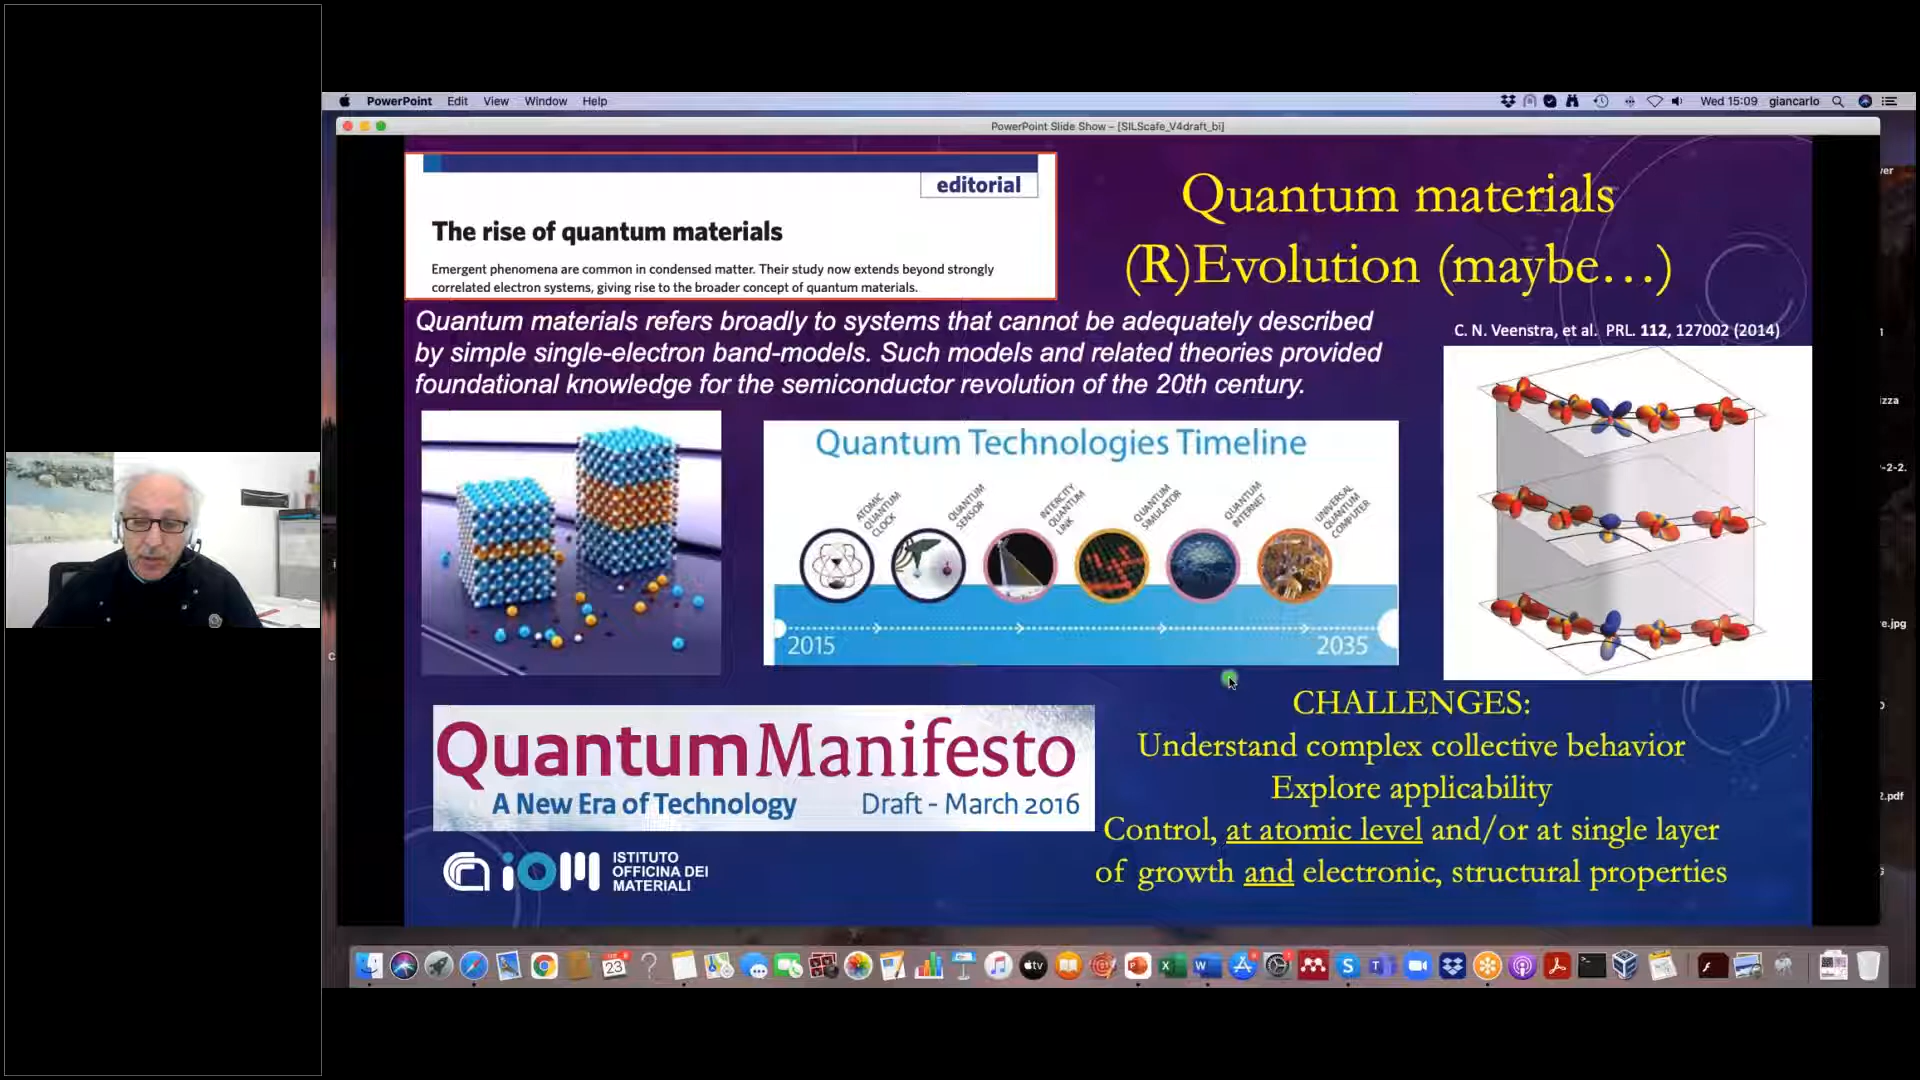 PowerPoint Edit View Window Help
Wed 15:09 giancarlo
PowerPoint Slide Show – [SILScafe_V4draft_bi]
editorial
The rise of quantum materials
Emergent phenomena are common in condensed matter. Their study now extends beyond strongly
correlated electron systems, giving rise to the broader concept of quantum materials.
Quantum materials
(R)Evolution (maybe...)
Quantum materials refers broadly to systems that cannot be adequately described
by simple single-electron band-models. Such models and related theories provided
foundational knowledge for the semiconductor revolution of the 20th century.
C. N. Veenstra, et al. PRL. 112, 127002 (2014)
Quantum Technologies Timeline
ATOMIC
QUANTUM
CLOCK
QUANTUM
SENSOR
INTERCITY
QUANTUM
LINK
QUANTUM
SIMULATOR
QUANTUM
INTERNET
UNIVERSAL
QUANTUM
COMPUTER
2015
2035
QuantumManifesto
A New Era of Technology Draft - March 2016
CHALLENGES:
Understand complex collective behavior
Explore applicability
Control, at atomic level and/or at single layer
of growth and electronic, structural properties
iom
ISTITUTO
OFFICINA DEI
MATERIALI
23
tv